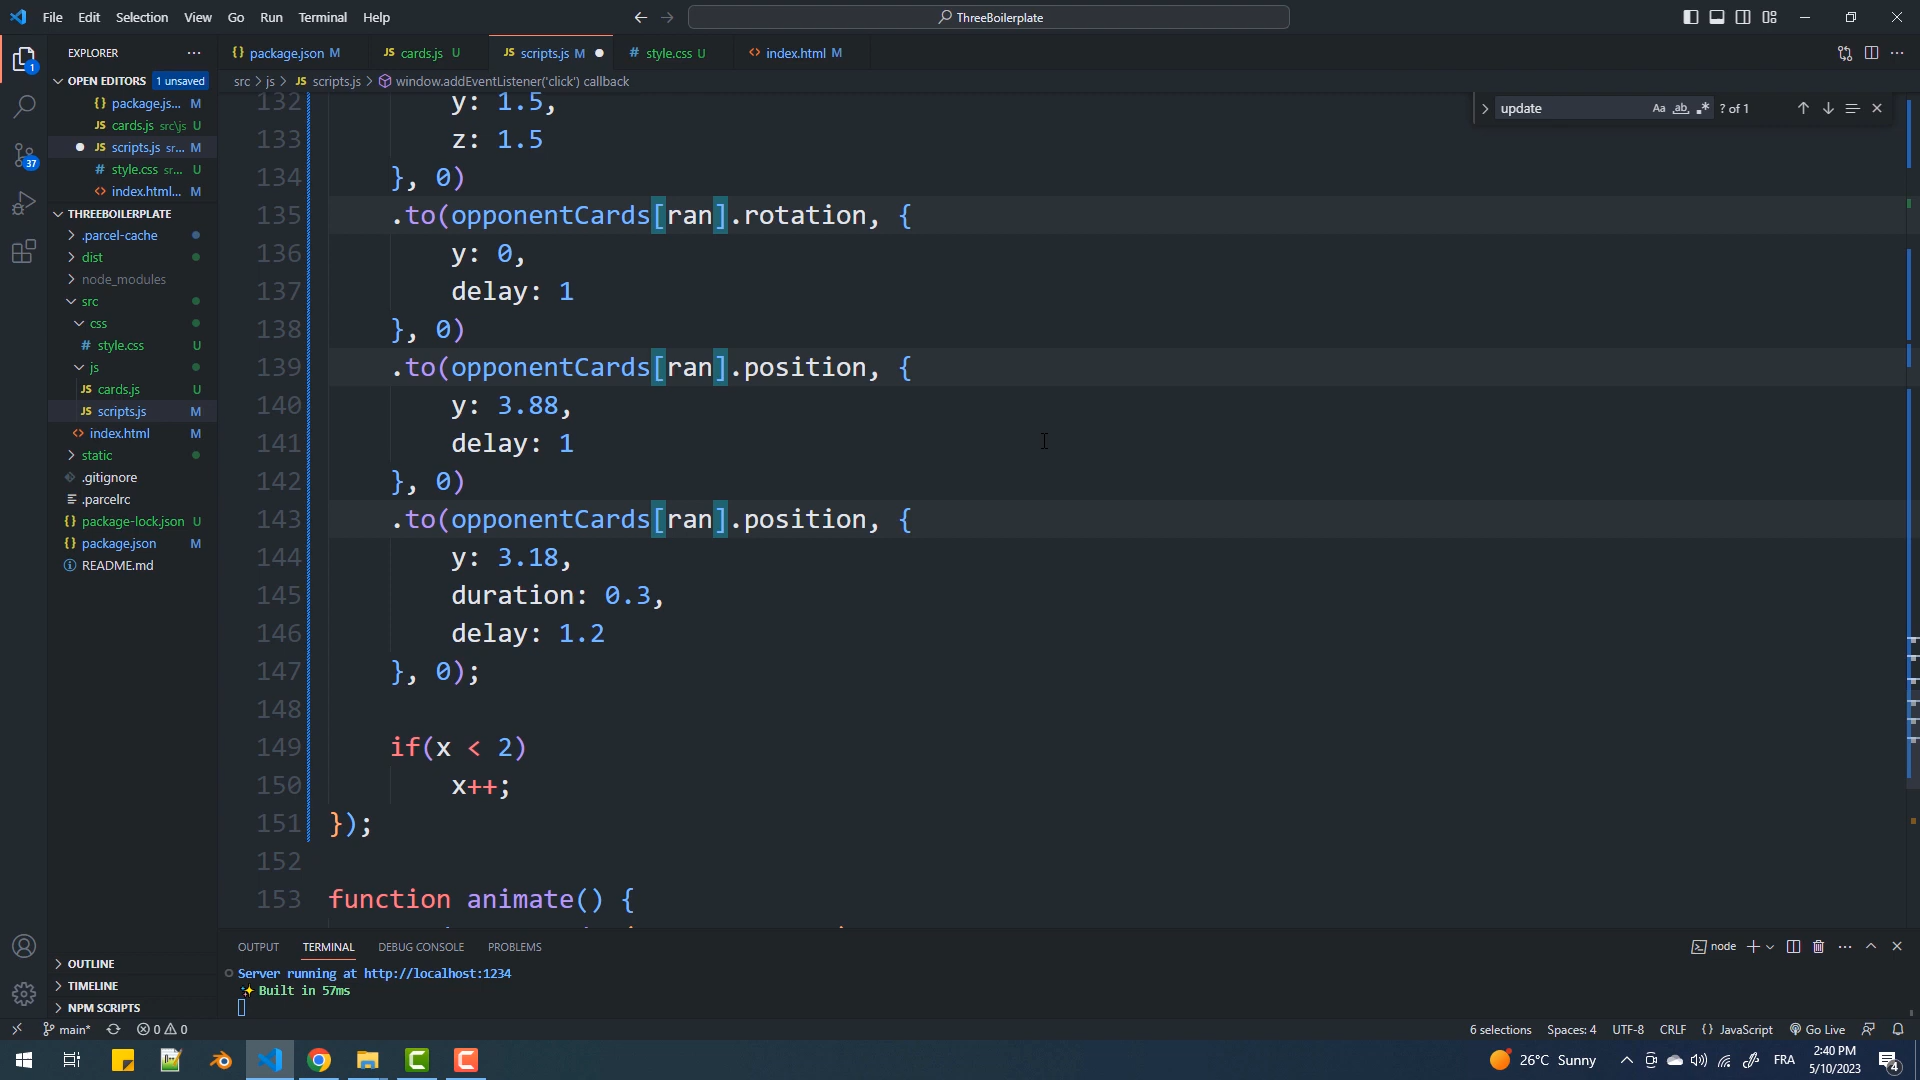 File Edit Selection View Go Run Terminal Help
ThreeBoilerplate
EXPLORER
OPEN EDITORS 1 unsaved
{} package.js... M
JS cards.js src\js U
JS scripts.js sr... M
# style.css sr... U
<> index.html... M
THREEBOILERPLATE
.parcel-cache
dist
node_modules
src
css
# style.css U
js
JS cards.js U
JS scripts.js M
<> index.html M
static
.gitignore
.parcelrc
{} package-lock.json U
{} package.json M
README.md
OUTLINE
TIMELINE
NPM SCRIPTS
{} package.json M JS cards.js U JS scripts.js M # style.css U <> index.html M
src > js > JS scripts.js > window.addEventListener('click') callback
update Aa ab ? of 1
132 y: 1.5,
133 z: 1.5
134 }, 0)
135 .to(opponentCards[ran].rotation, {
136 y: 0,
137 delay: 1
138 }, 0)
139 .to(opponentCards[ran].position, {
140 y: 3.88,
141 delay: 1
142 }, 0)
143 .to(opponentCards[ran].position, {
144 y: 3.18,
145 duration: 0.3,
146 delay: 1.2
147 }, 0);
148
149 if(x < 2)
150 x++;
151 });
152
153 function animate() {
OUTPUT TERMINAL DEBUG CONSOLE PROBLEMS
node
Server running at http://localhost:1234
✨ Built in 57ms
main* 0 0
6 selections Spaces: 4 UTF-8 CRLF {} JavaScript Go Live
26°C Sunny
FRA
2:40 PM
5/10/2023
1
37
4